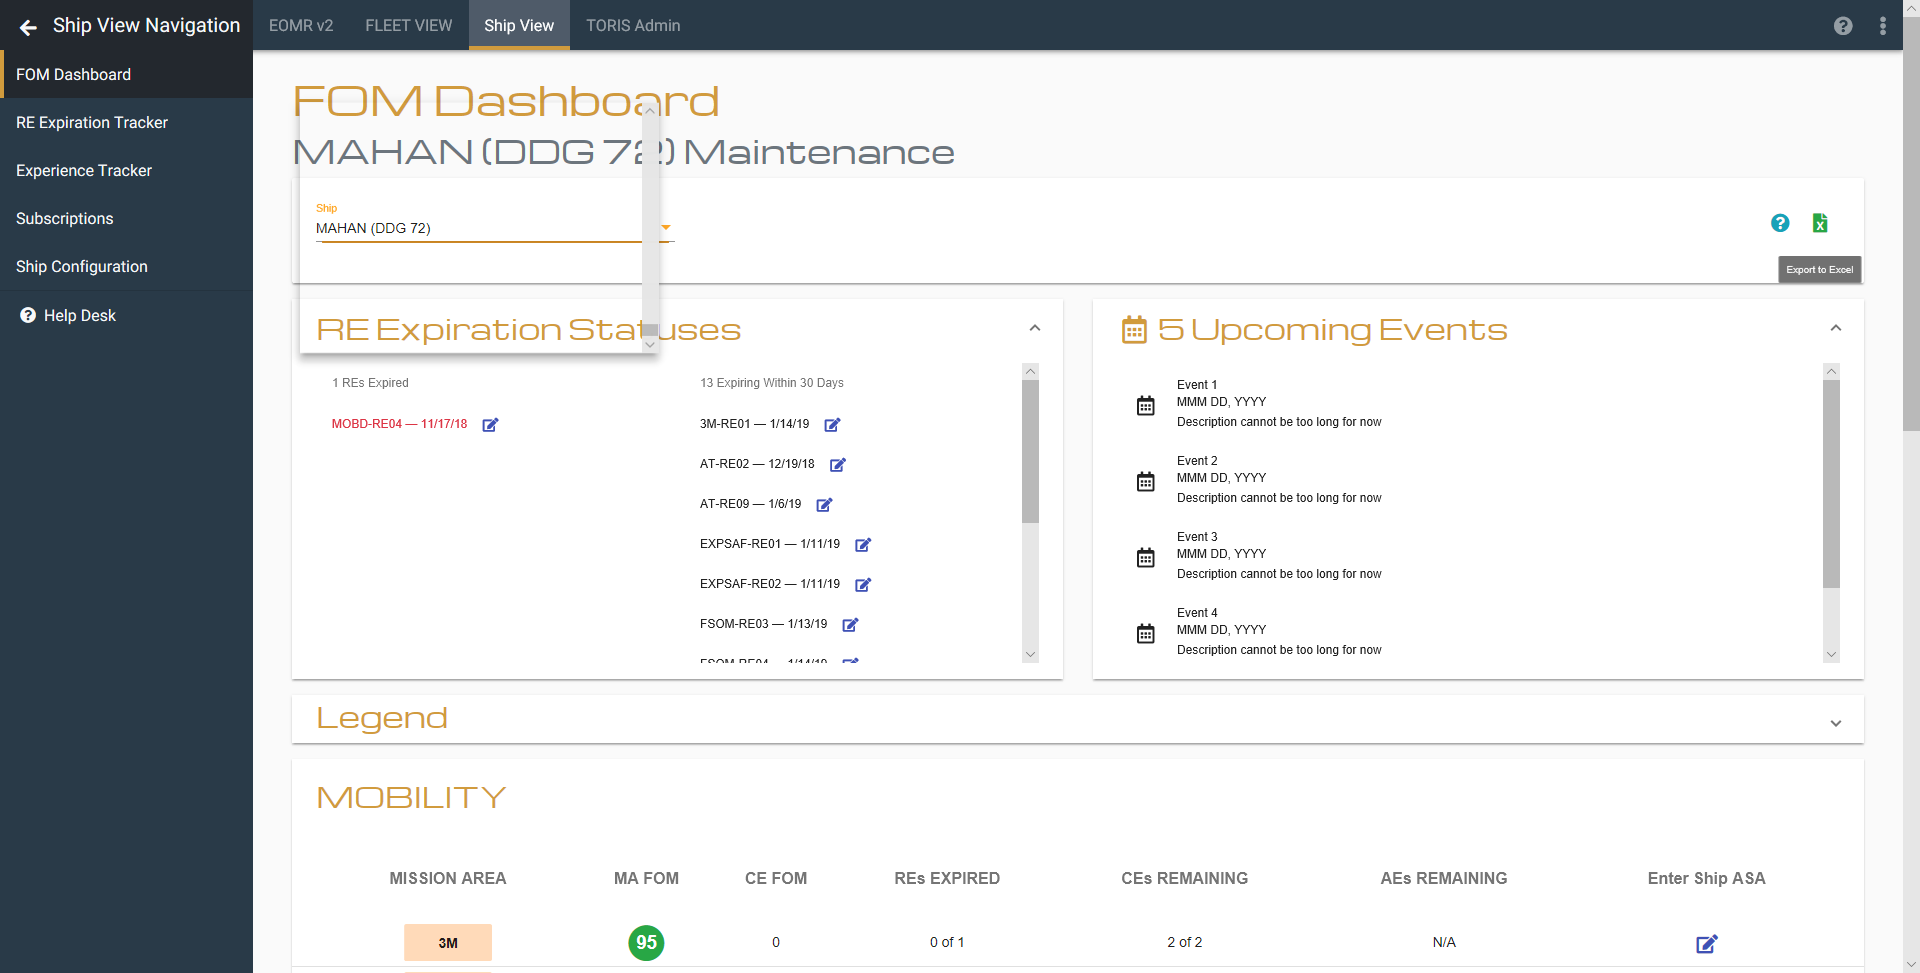 Ship View Navigation
EOMR v2
FLEET VIEW
Ship View
TORIS Admin
FOM Dashboard
RE Expiration Tracker
Experience Tracker
Subscriptions
Ship Configuration
Help Desk
FOM Dashboard
MAHAN (DDG 72) Maintenance
Ship
MAHAN (DDG 72)
Export to Excel
RE Expiration Statuses
1 REs Expired
MOBD-RE04 — 11/17/18
13 Expiring Within 30 Days
3M-RE01 — 1/14/19
AT-RE02 — 12/19/18
AT-RE09 — 1/6/19
EXPSAF-RE01 — 1/11/19
EXPSAF-RE02 — 1/11/19
FSOM-RE03 — 1/13/19
FSOM-RE04 — 1/14/19
5 Upcoming Events
Event 1
MMM DD, YYYY
Description cannot be too long for now
Event 2
MMM DD, YYYY
Description cannot be too long for now
Event 3
MMM DD, YYYY
Description cannot be too long for now
Event 4
MMM DD, YYYY
Description cannot be too long for now
Legend
MOBILITY
MISSION AREA MA FOM CE FOM REs EXPIRED CEs REMAINING AEs REMAINING Enter Ship ASA
3M 95 0 0 of 1 2 of 2 N/A